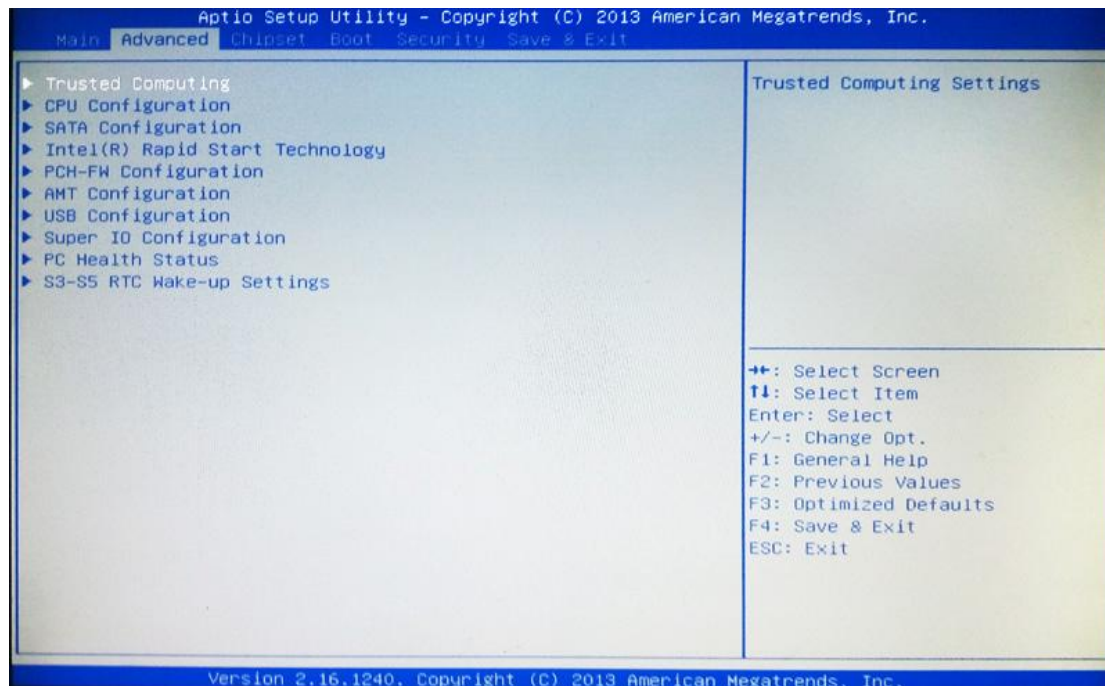 Aptio Setup Utility - Copyright (C) 2013 American Megatrends, Inc.
Main Advanced Chipset Boot Security Save & Exit
Trusted Computing
CPU Configuration
SATA Configuration
Intel(R) Rapid Start Technology
PCH-FW Configuration
AMT Configuration
USB Configuration
Super IO Configuration
PC Health Status
S3-S5 RTC Wake-up Settings
Trusted Computing Settings
→←: Select Screen
↑↓: Select Item
Enter: Select
+/-: Change Opt.
F1: General Help
F2: Previous Values
F3: Optimized Defaults
F4: Save & Exit
ESC: Exit
Version 2.16.1240. Copyright (C) 2013 American Megatrends, Inc.